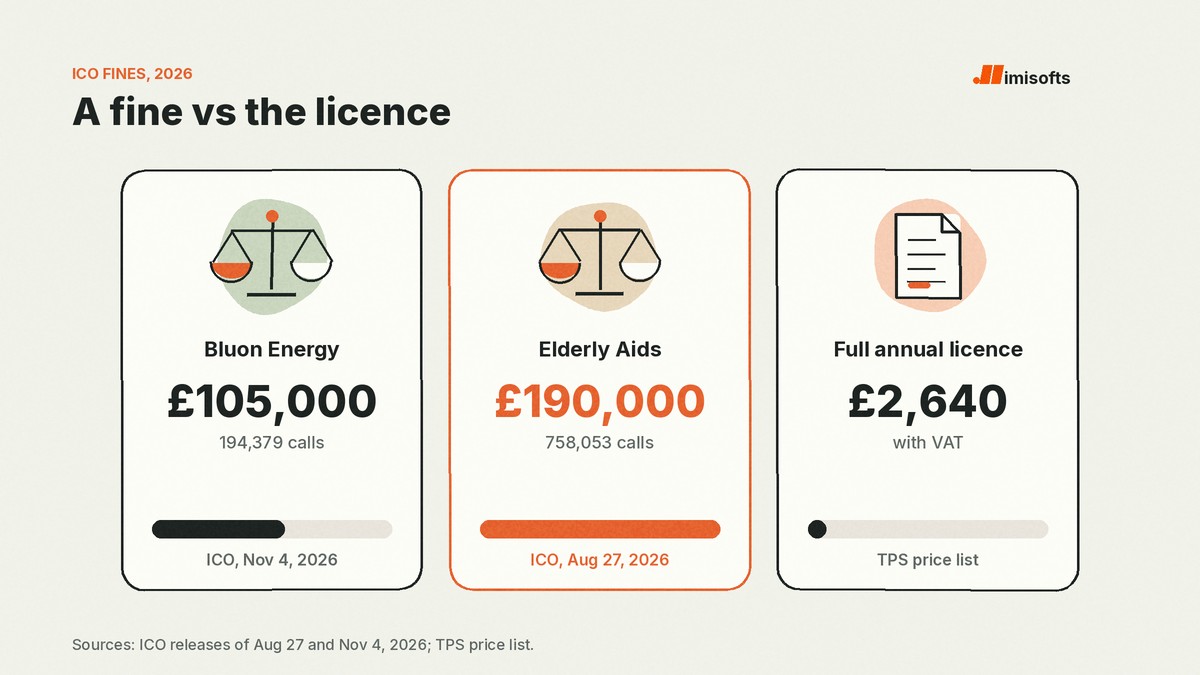 ICO FINES, 2026
imisofts
A fine vs the licence
Bluon Energy
£105,000
194,379 calls
ICO, Nov 4, 2026
Elderly Aids
£190,000
758,053 calls
ICO, Aug 27, 2026
Full annual licence
£2,640
with VAT
TPS price list
Sources: ICO releases of Aug 27 and Nov 4, 2026; TPS price list.